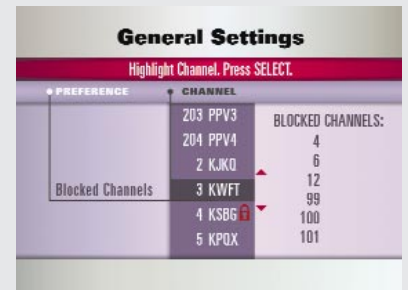 General Settings
Highlight Channel. Press SELECT.
PREFERENCE
CHANNEL
203 PPV3
204 PPV4
2 KJKQ
Blocked Channels
3 KWFT
4 KSBG
5 KPQX
BLOCKED CHANNELS:
4
6
12
99
100
101